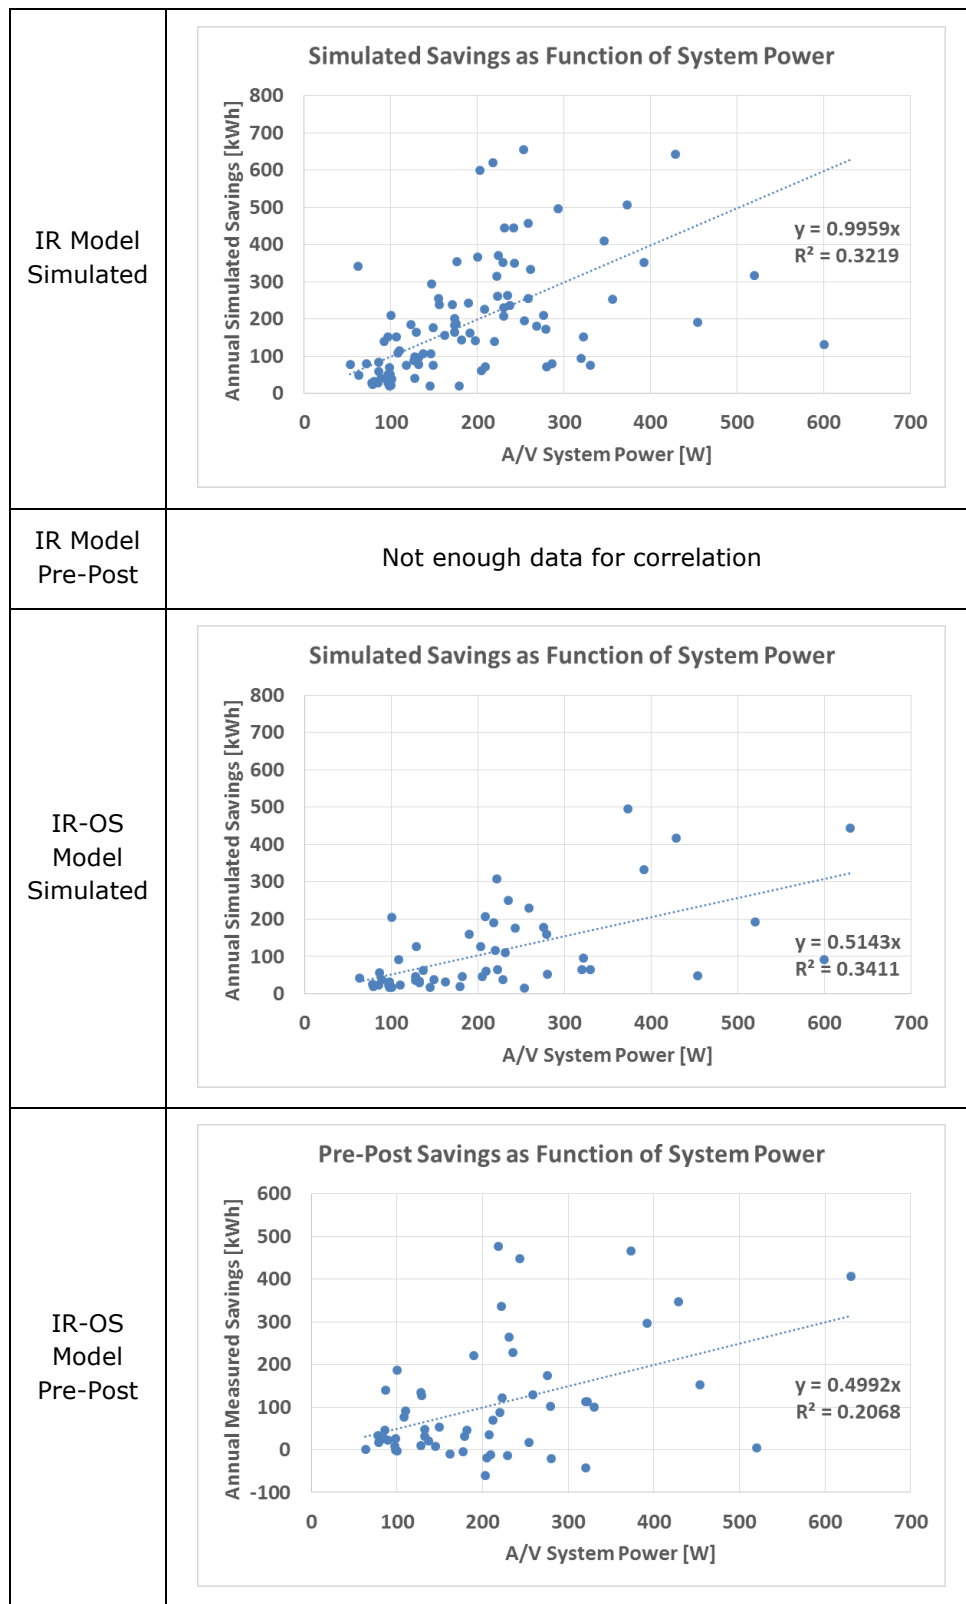 IR Model
Simulated
Simulated Savings as Function of System Power
Annual Simulated Savings [kWh]
800
700
600
500
400
300
200
100
0
y = 0.9959x
R² = 0.3219
0 100 200 300 400 500 600 700
A/V System Power [W]
IR Model
Pre-Post
Not enough data for correlation
IR-OS
Model
Simulated
Simulated Savings as Function of System Power
Annual Simulated Savings [kWh]
800
700
600
500
400
300
200
100
0
y = 0.5143x
R² = 0.3411
0 100 200 300 400 500 600 700
A/V System Power [W]
IR-OS
Model
Pre-Post
Pre-Post Savings as Function of System Power
Annual Measured Savings [kWh]
600
500
400
300
200
100
0
-100
y = 0.4992x
R² = 0.2068
0 100 200 300 400 500 600 700
A/V System Power [W]